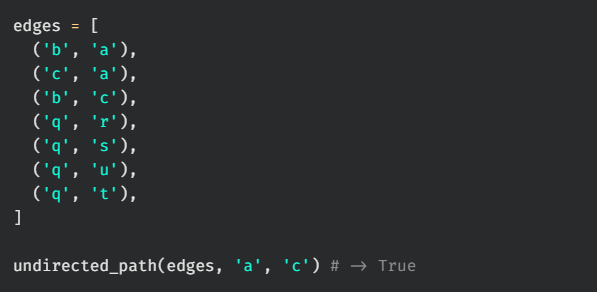 edges = [
  ('b', 'a'),
  ('c', 'a'),
  ('b', 'c'),
  ('q', 'r'),
  ('q', 's'),
  ('q', 'u'),
  ('q', 't'),
]

undirected_path(edges, 'a', 'c') # -> True